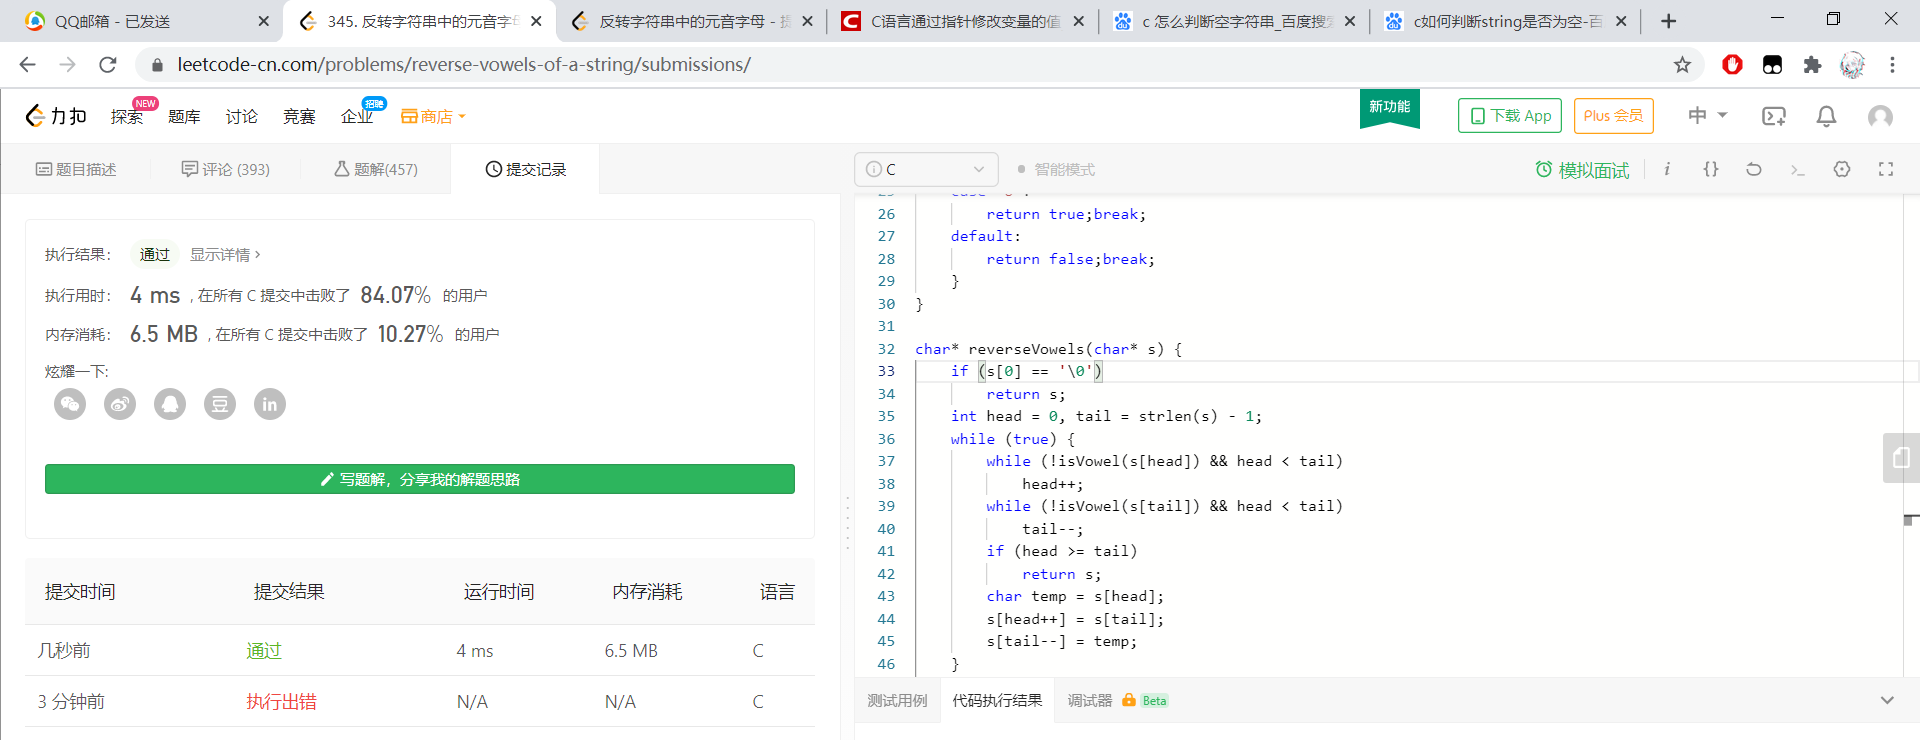 QQ邮箱 - 已发送
345. 反转字符串中的元音字母
反转字符串中的元音字母 - 提
C语言通过指针修改变量的值
c 怎么判断空字符串_百度搜索
c如何判断string是否为空-百
leetcode-cn.com/problems/reverse-vowels-of-a-string/submissions/
力扣
探索
NEW
题库
讨论
竞赛
企业
招聘
商店
新功能
下载 App
Plus 会员
中
题目描述
评论 (393)
题解(457)
提交记录
C
智能模式
模拟面试
执行结果： 通过 显示详情 ›
执行用时： 4 ms , 在所有 C 提交中击败了 84.07% 的用户
内存消耗： 6.5 MB , 在所有 C 提交中击败了 10.27% 的用户
炫耀一下:
豆
in
写题解，分享我的解题思路
提交时间 提交结果 运行时间 内存消耗 语言
几秒前 通过 4 ms 6.5 MB C
3 分钟前 执行出错 N/A N/A C
26 return true;break;
27 default:
28 return false;break;
29 }
30 }
31
32 char* reverseVowels(char* s) {
33 if (s[0] == '\0')
34 return s;
35 int head = 0, tail = strlen(s) - 1;
36 while (true) {
37 while (!isVowel(s[head]) && head < tail)
38 head++;
39 while (!isVowel(s[tail]) && head < tail)
40 tail--;
41 if (head >= tail)
42 return s;
43 char temp = s[head];
44 s[head++] = s[tail];
45 s[tail--] = temp;
46 }
测试用例
代码执行结果
调试器
Beta